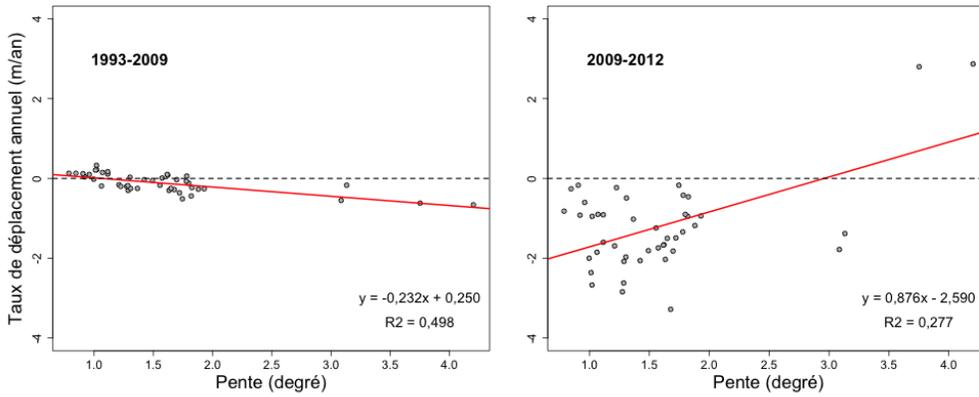 Taux de déplacement annuel (m/an)
4
2
0
-2
-4
1993-2009
y = -0,232x + 0,250
R2 = 0,498
1.0 1.5 2.0 2.5 3.0 3.5 4.0
Pente (degré)
4
2
0
-2
-4
2009-2012
y = 0,876x - 2,590
R2 = 0,277
1.0 1.5 2.0 2.5 3.0 3.5 4.0
Pente (degré)